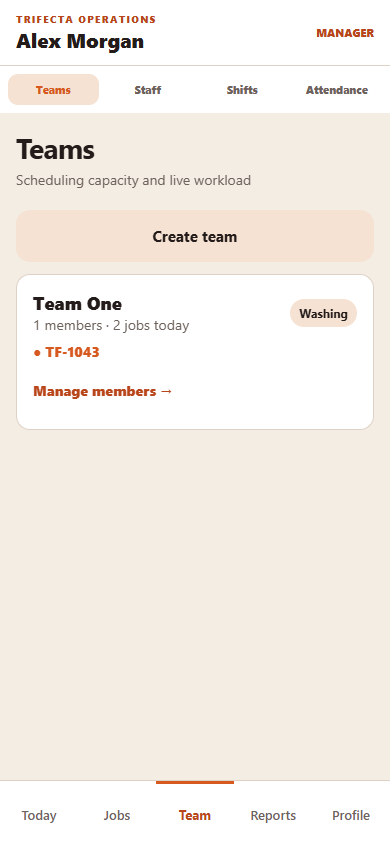 TRIFECTA OPERATIONS
Alex Morgan
MANAGER
Teams
Staff
Shifts
Attendance
Teams
Scheduling capacity and live workload
Create team
Team One
Washing
1 members · 2 jobs today
● TF-1043
Manage members →
Today
Jobs
Team
Reports
Profile